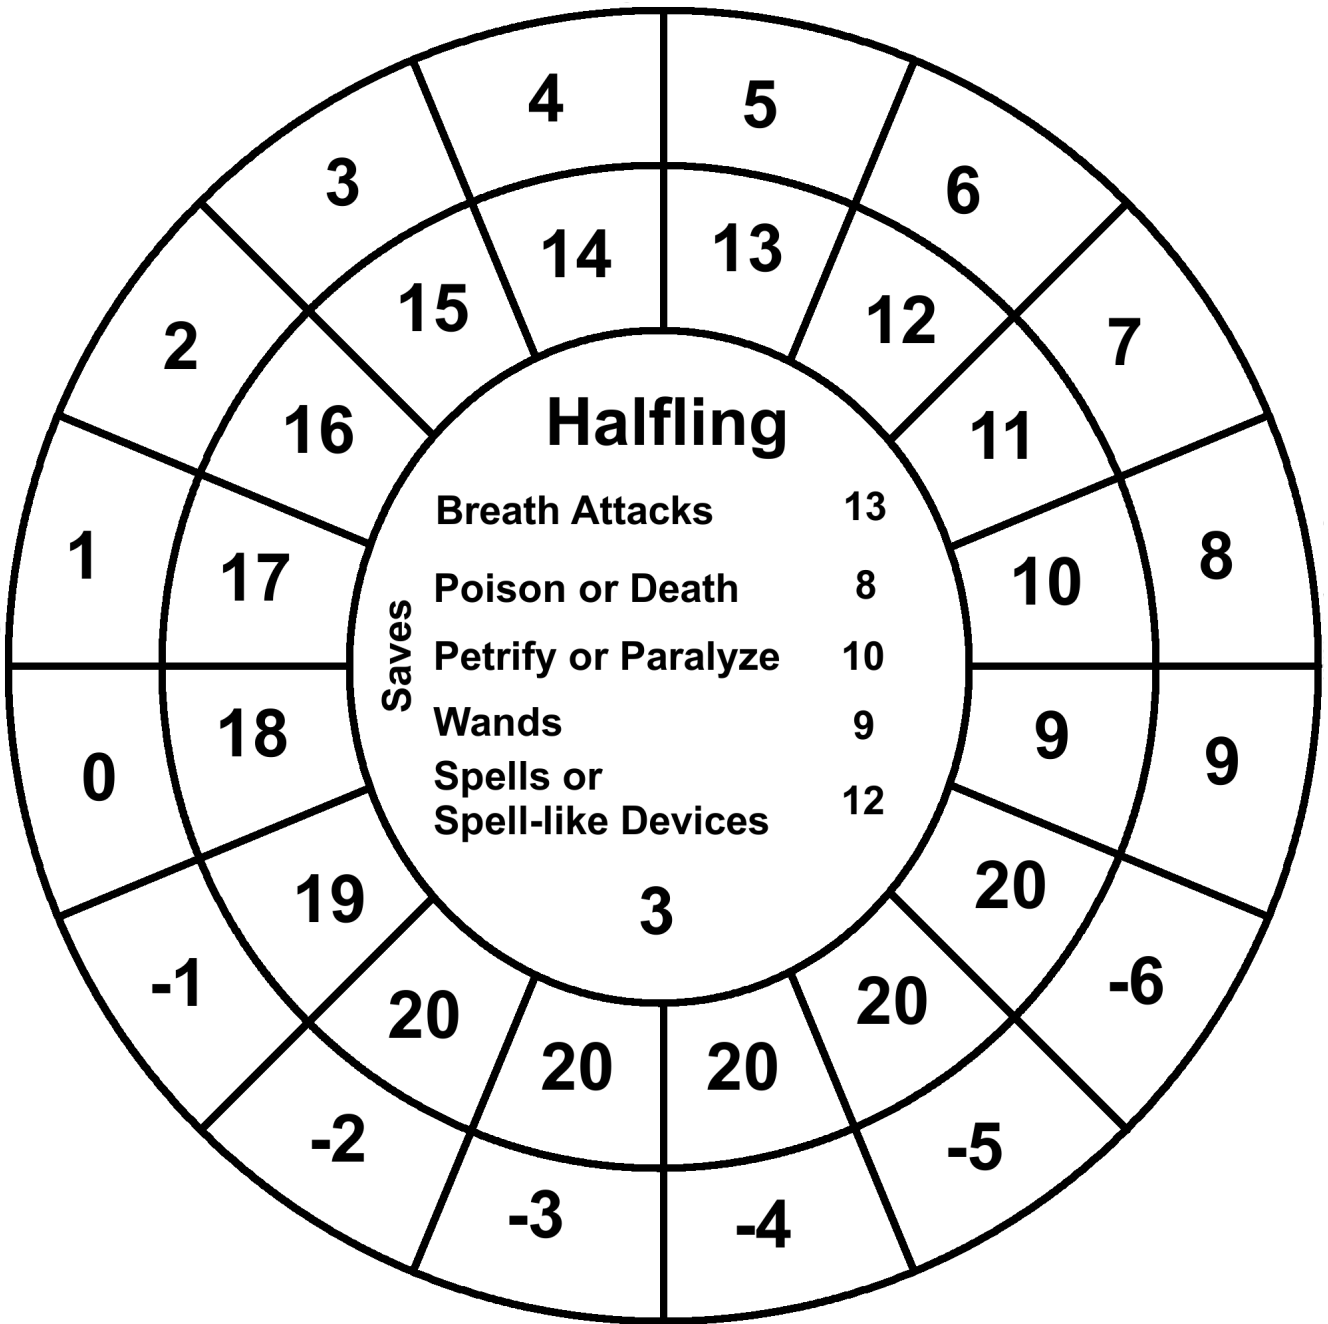 4 5
3 6
14 13
15 12
2 7
16 11
Halfling
Breath Attacks 13
1 17 10 8
Saves
Poison or Death 8
Petrify or Paralyze 10
Wands 9
0 18 9 9
Spells or
Spell-like Devices 12
19 20
3
-1 -6
20 20
20 20
-2 -5
-3 -4